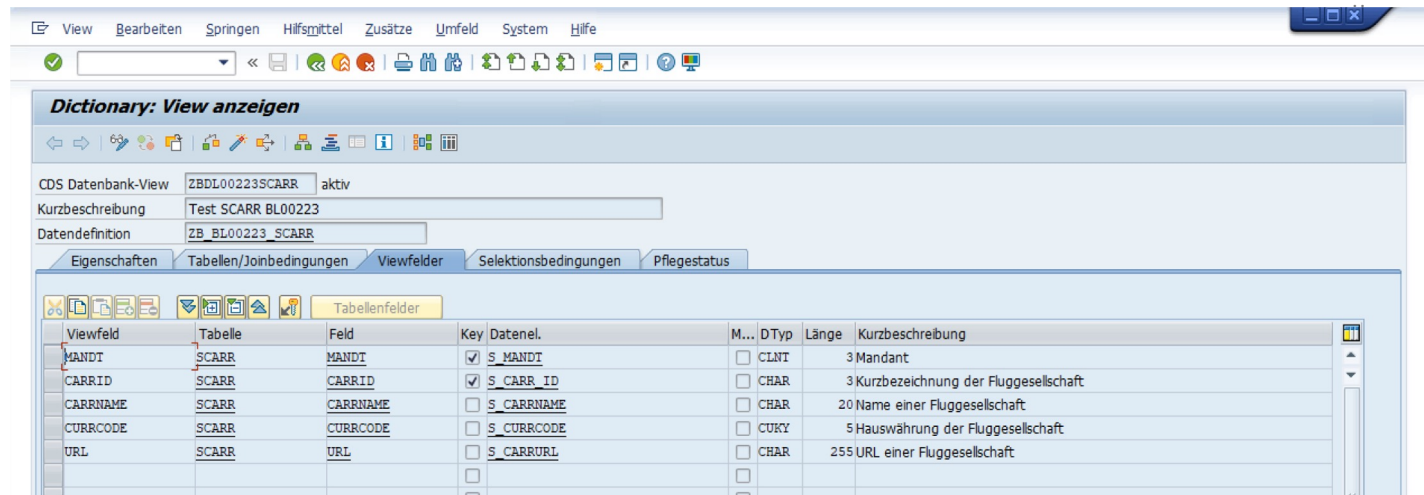 View Bearbeiten Springen Hilfsmittel Zusätze Umfeld System Hilfe
Dictionary: View anzeigen
CDS Datenbank-View ZBDL00223SCARR aktiv
Kurzbeschreibung Test SCARR BL00223
Datendefinition ZB_BL00223_SCARR
Eigenschaften Tabellen/Joinbedingungen Viewfelder Selektionsbedingungen Pflegestatus
Tabellenfelder
Viewfeld Tabelle Feld Key Datenel. M... DTyp Länge Kurzbeschreibung
MANDT SCARR MANDT S_MANDT CLNT 3 Mandant
CARRID SCARR CARRID S_CARR_ID CHAR 3 Kurzbezeichnung der Fluggesellschaft
CARRNAME SCARR CARRNAME S_CARRNAME CHAR 20 Name einer Fluggesellschaft
CURRCODE SCARR CURRCODE S_CURRCODE CUKY 5 Hauswährung der Fluggesellschaft
URL SCARR URL S_CARRURL CHAR 255 URL einer Fluggesellschaft